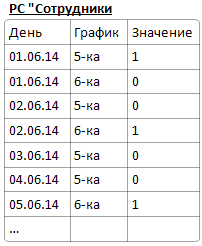 РС "Сотрудники
День График Значение
01.06.14 5-ка 1
01.06.14 6-ка 0
02.06.14 5-ка 0
02.06.14 6-ка 1
03.06.14 5-ка 0
04.06.14 5-ка 0
05.06.14 6-ка 1
...